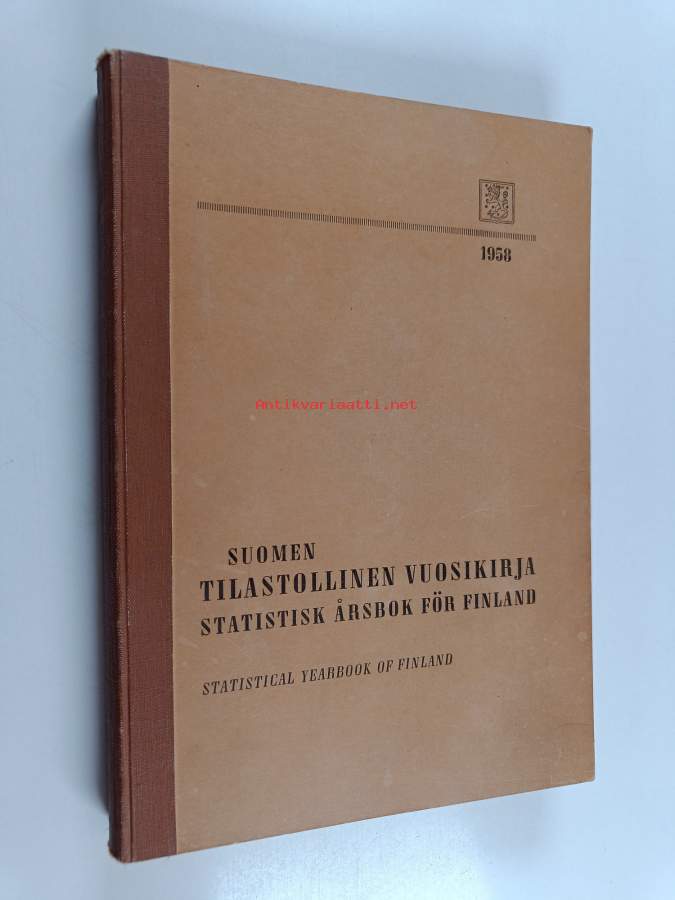 1958
Antikvariaatti.net
SUOMEN
TILASTOLLINEN VUOSIKIRJA
STATISTISK ÅRSBOK FÖR FINLAND
STATISTICAL YEARBOOK OF FINLAND